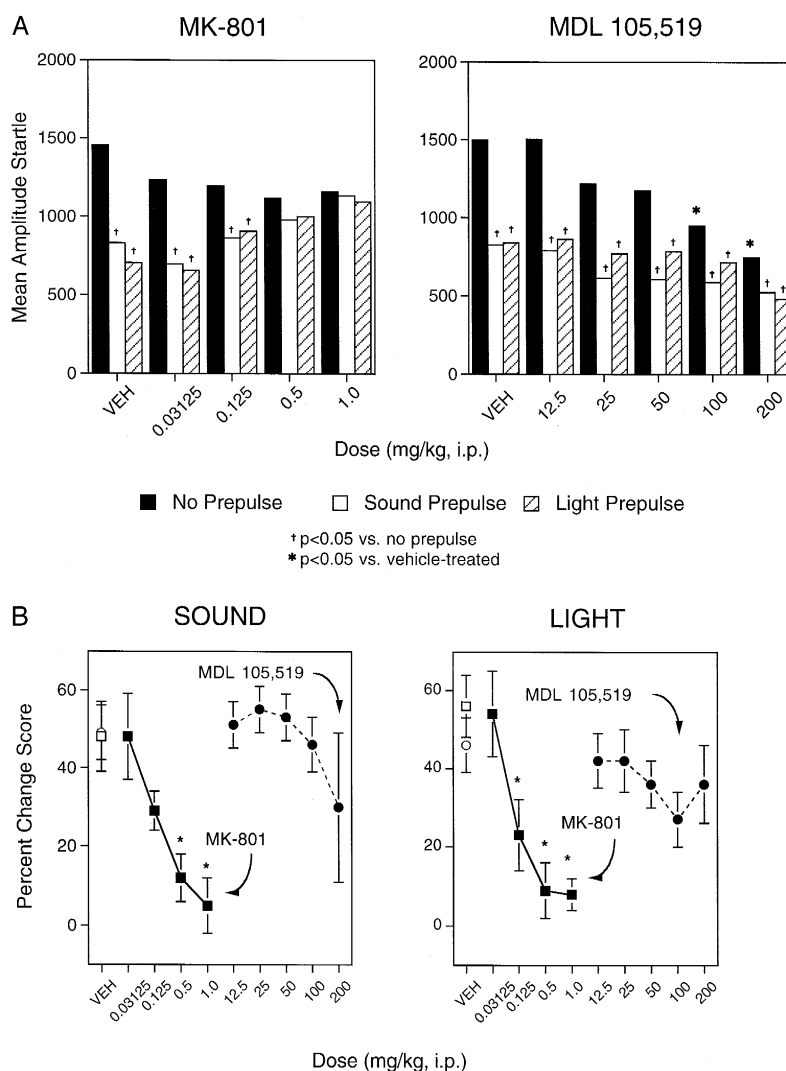 A
MK-801
MDL 105,519
Mean Amplitude Startle
2000
1500
1000
500
0
† † † † † †
VEH 0.03125 0.125 0.5 1.0
2000
1500
1000
500
0
† † † † † † † † * † † * † †
VEH 12.5 25 50 100 200
Dose (mg/kg, i.p.)
No Prepulse Sound Prepulse Light Prepulse
† p<0.05 vs. no prepulse
* p<0.05 vs. vehicle-treated
B
SOUND
LIGHT
Percent Change Score
60
40
20
0
MDL 105,519
MK-801
* *
VEH 0.03125 0.125 0.5 1.0 12.5 25 50 100 200
60
40
20
0
MDL 105,519
MK-801
* * *
VEH 0.03125 0.125 0.5 1.0 12.5 25 50 100 200
Dose (mg/kg, i.p.)